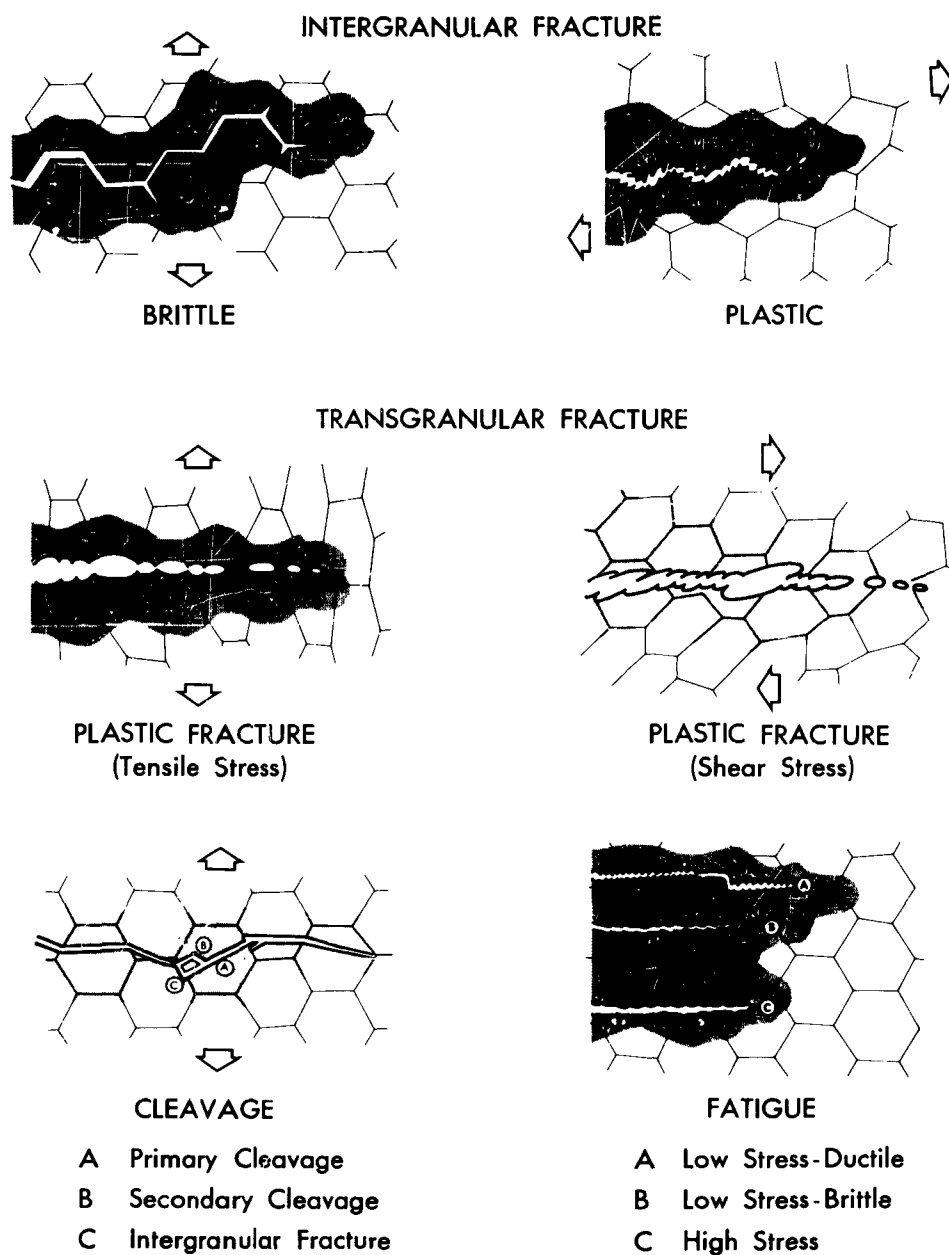 INTERGRANULAR FRACTURE
BRITTLE
PLASTIC
TRANSGRANULAR FRACTURE
PLASTIC FRACTURE
(Tensile Stress)
PLASTIC FRACTURE
(Shear Stress)
B
A
C
A
B
C
CLEAVAGE
A Primary Cleavage
B Secondary Cleavage
C Intergranular Fracture
FATIGUE
A Low Stress-Ductile
B Low Stress-Brittle
C High Stress